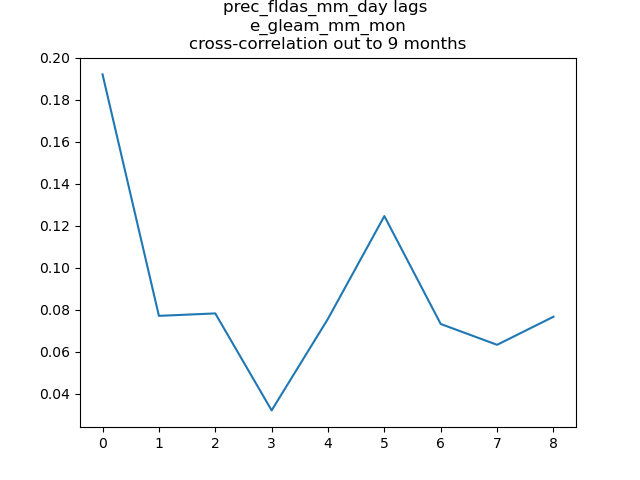 prec_fldas_mm_day lags
e_gleam_mm_mon
cross-correlation out to 9 months
0.20
0.18
0.16
0.14
0.12
0.10
0.08
0.06
0.04
0 1 2 3 4 5 6 7 8